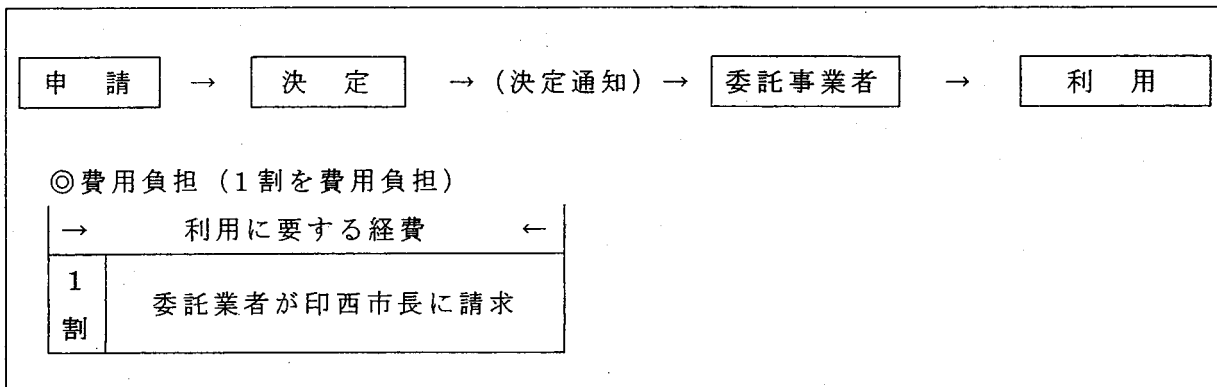 申 請 → 決 定 →(決定通知)→ 委託事業者 → 利 用
◎費用負担（1割を費用負担）
→ 利用に要する経費 ←
1割 委託業者が印西市長に請求